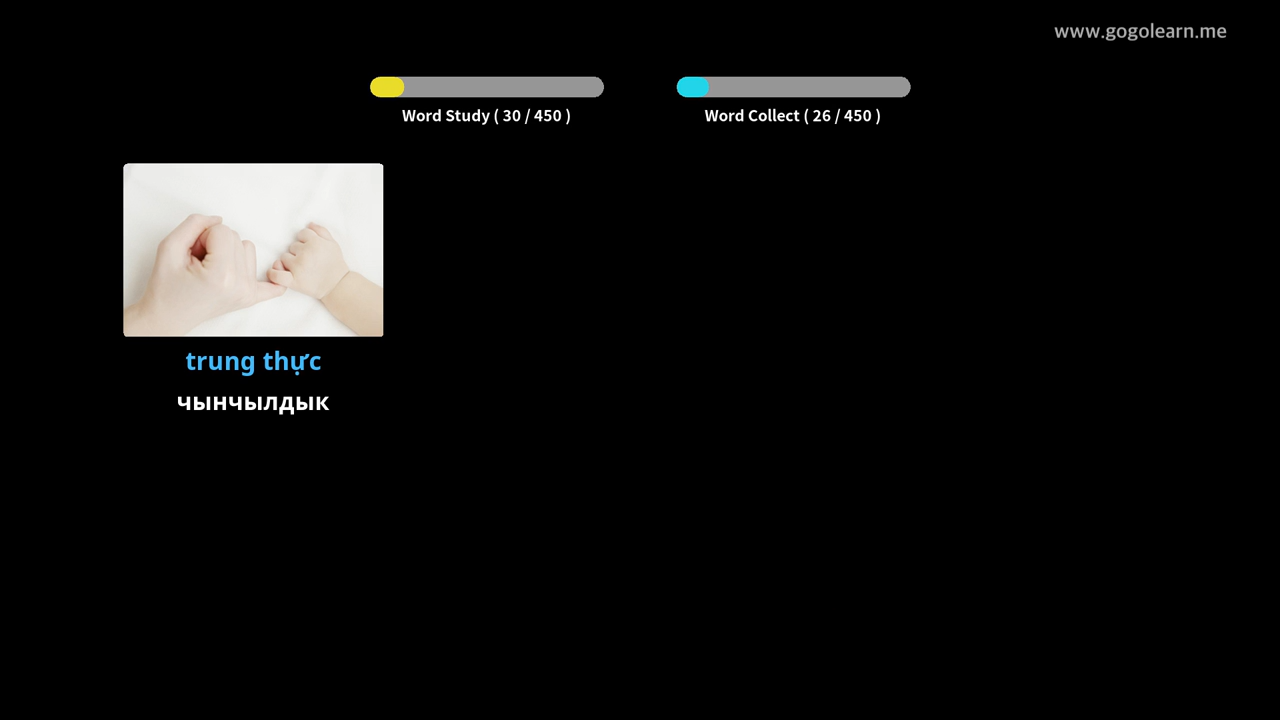 www.gogolearn.me
Word Study ( 30 / 450 )
Word Collect ( 26 / 450 )
trung thực
чынчылдык